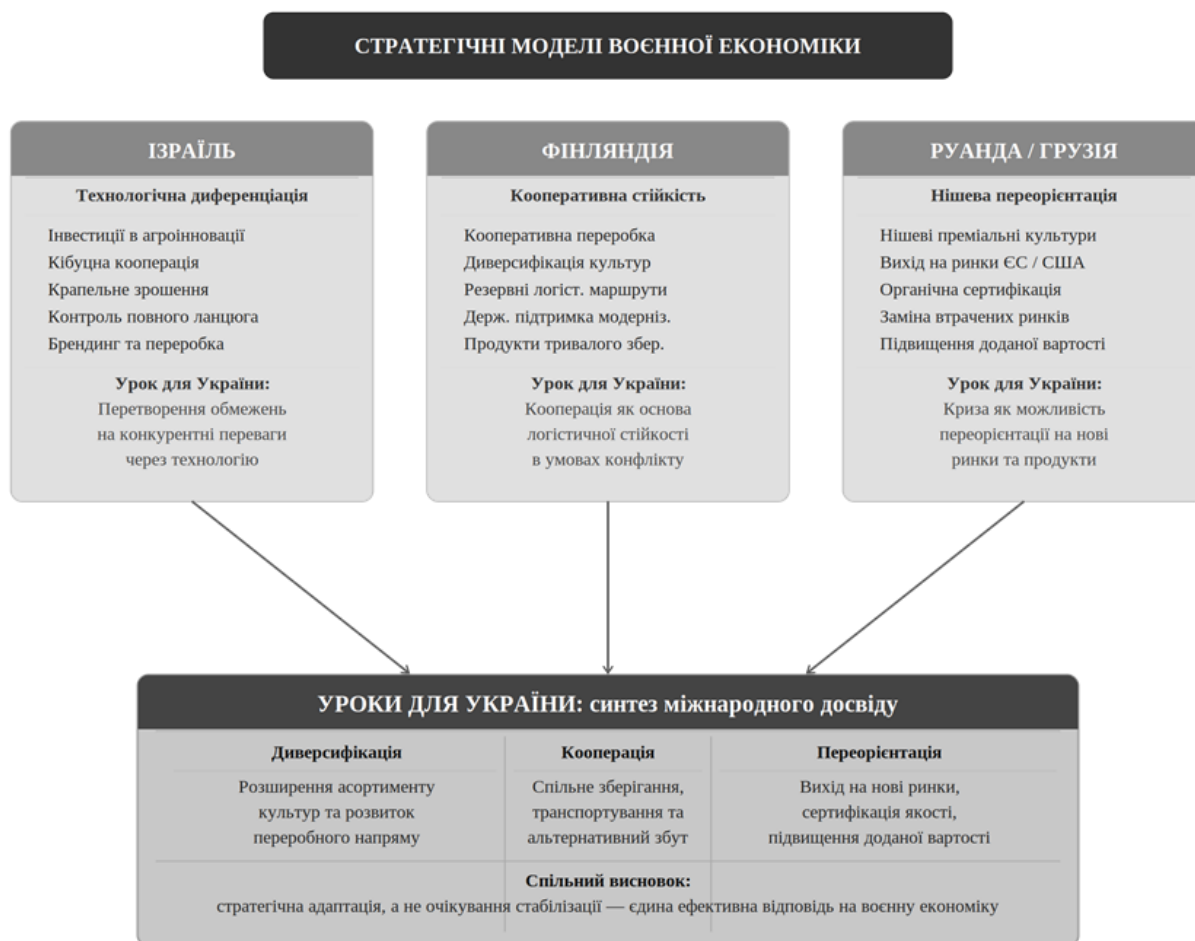 СТРАТЕГІЧНІ МОДЕЛІ ВОЄННОЇ ЕКОНОМІКИ
ІЗРАЇЛЬ
Технологічна диференціація
Інвестиції в агроінновації
Кібуцна кооперація
Крапельне зрошення
Контроль повного ланцюга
Брендинг та переробка
Урок для України:
Перетворення обмежень
на конкурентні переваги
через технологію
ФІНЛЯНДІЯ
Кооперативна стійкість
Кооперативна переробка
Диверсифікація культур
Резервні логіст. маршрути
Держ. підтримка модерніз.
Продукти тривалого збер.
Урок для України:
Кооперація як основа
логістичної стійкості
в умовах конфлікту
РУАНДА / ГРУЗІЯ
Нішева переорієнтація
Нішеві преміальні культури
Вихід на ринки ЄС / США
Органічна сертифікація
Заміна втрачених ринків
Підвищення доданої вартості
Урок для України:
Криза як можливість
переорієнтації на нові
ринки та продукти
УРОКИ ДЛЯ УКРАЇНИ: синтез міжнародного досвіду
Диверсифікація
Розширення асортименту
культур та розвиток
переробного напряму
Кооперація
Спільне зберігання,
транспортування та
альтернативний збут
Переорієнтація
Вихід на нові ринки,
сертифікація якості,
підвищення доданої вартості
Спільний висновок:
стратегічна адаптація, а не очікування стабілізації — єдина ефективна відповідь на воєнну економіку